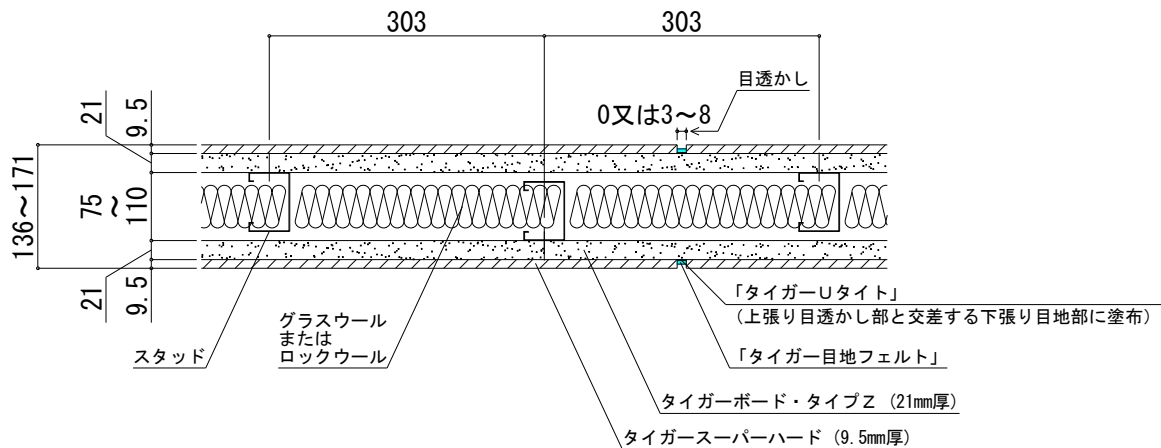 303
303
目透かし
0又は3～8
9.5
21
136～171
75
～
110
21
9.5
スタッド
グラスウール
または
ロックウール
「タイガーUタイト」
(上張り目透かし部と交差する下張り目地部に塗布)
「タイガー目地フェルト」
タイガーボード・タイプZ (21mm厚)
タイガースーパーハード (9.5mm厚)